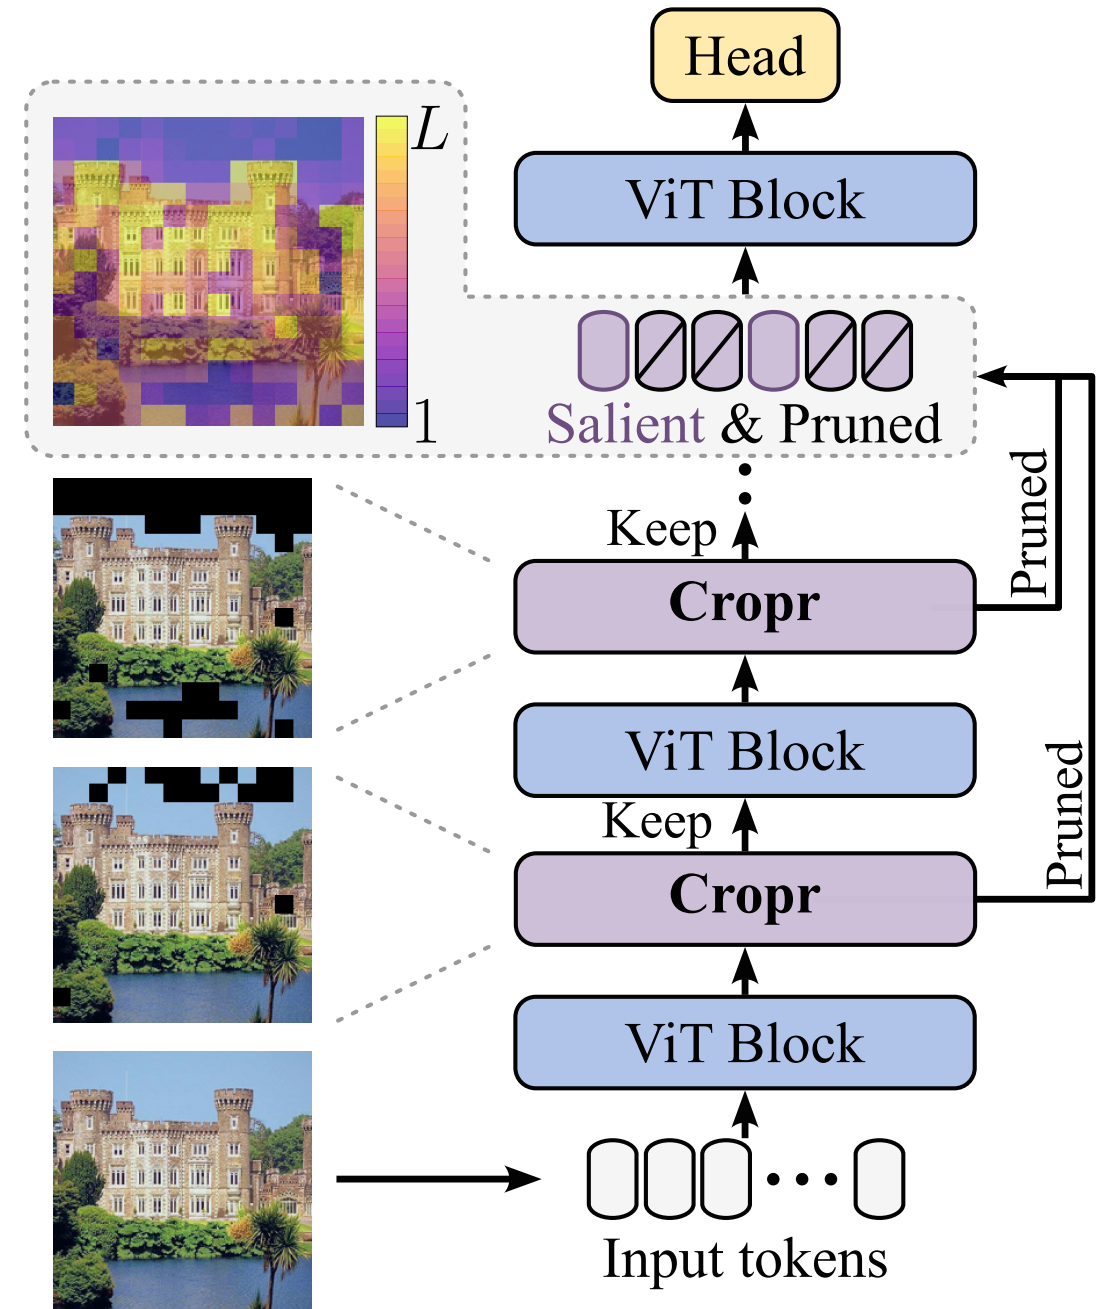 Head
L
ViT Block
1
Salient & Pruned
Keep
Pruned
Cropr
ViT Block
Keep
Pruned
Cropr
ViT Block
Input tokens